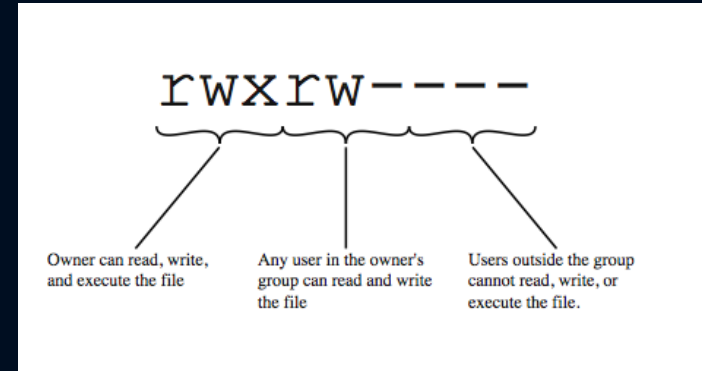 rwxrw----
Owner can read, write,
and execute the file
Any user in the owner's
group can read and write
the file
Users outside the group
cannot read, write, or
execute the file.